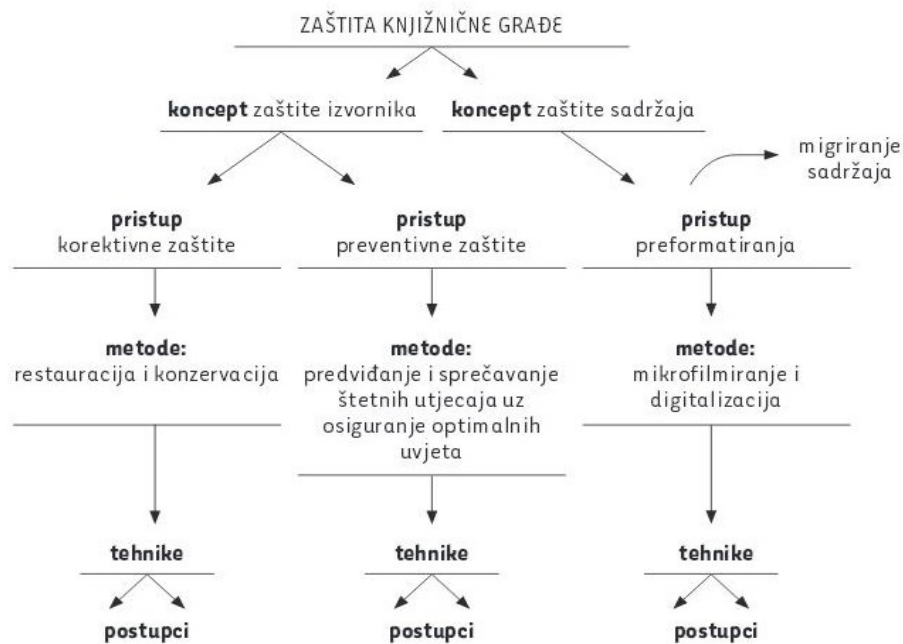 ZAŠTITA KNJIŽNIČNE GRAĐE
koncept zaštite izvornika
koncept zaštite sadržaja
migriranje
sadržaja
pristup
korektivne zaštite
pristup
preventivne zaštite
pristup
preformatiranja
metode:
restauracija i konzervacija
metode:
predviđanje i sprečavanje
štetnih utjecaja uz
osiguranje optimalnih
uvjeta
metode:
mikrofilmiranje i
digitalizacija
tehnike
tehnike
tehnike
postupci
postupci
postupci